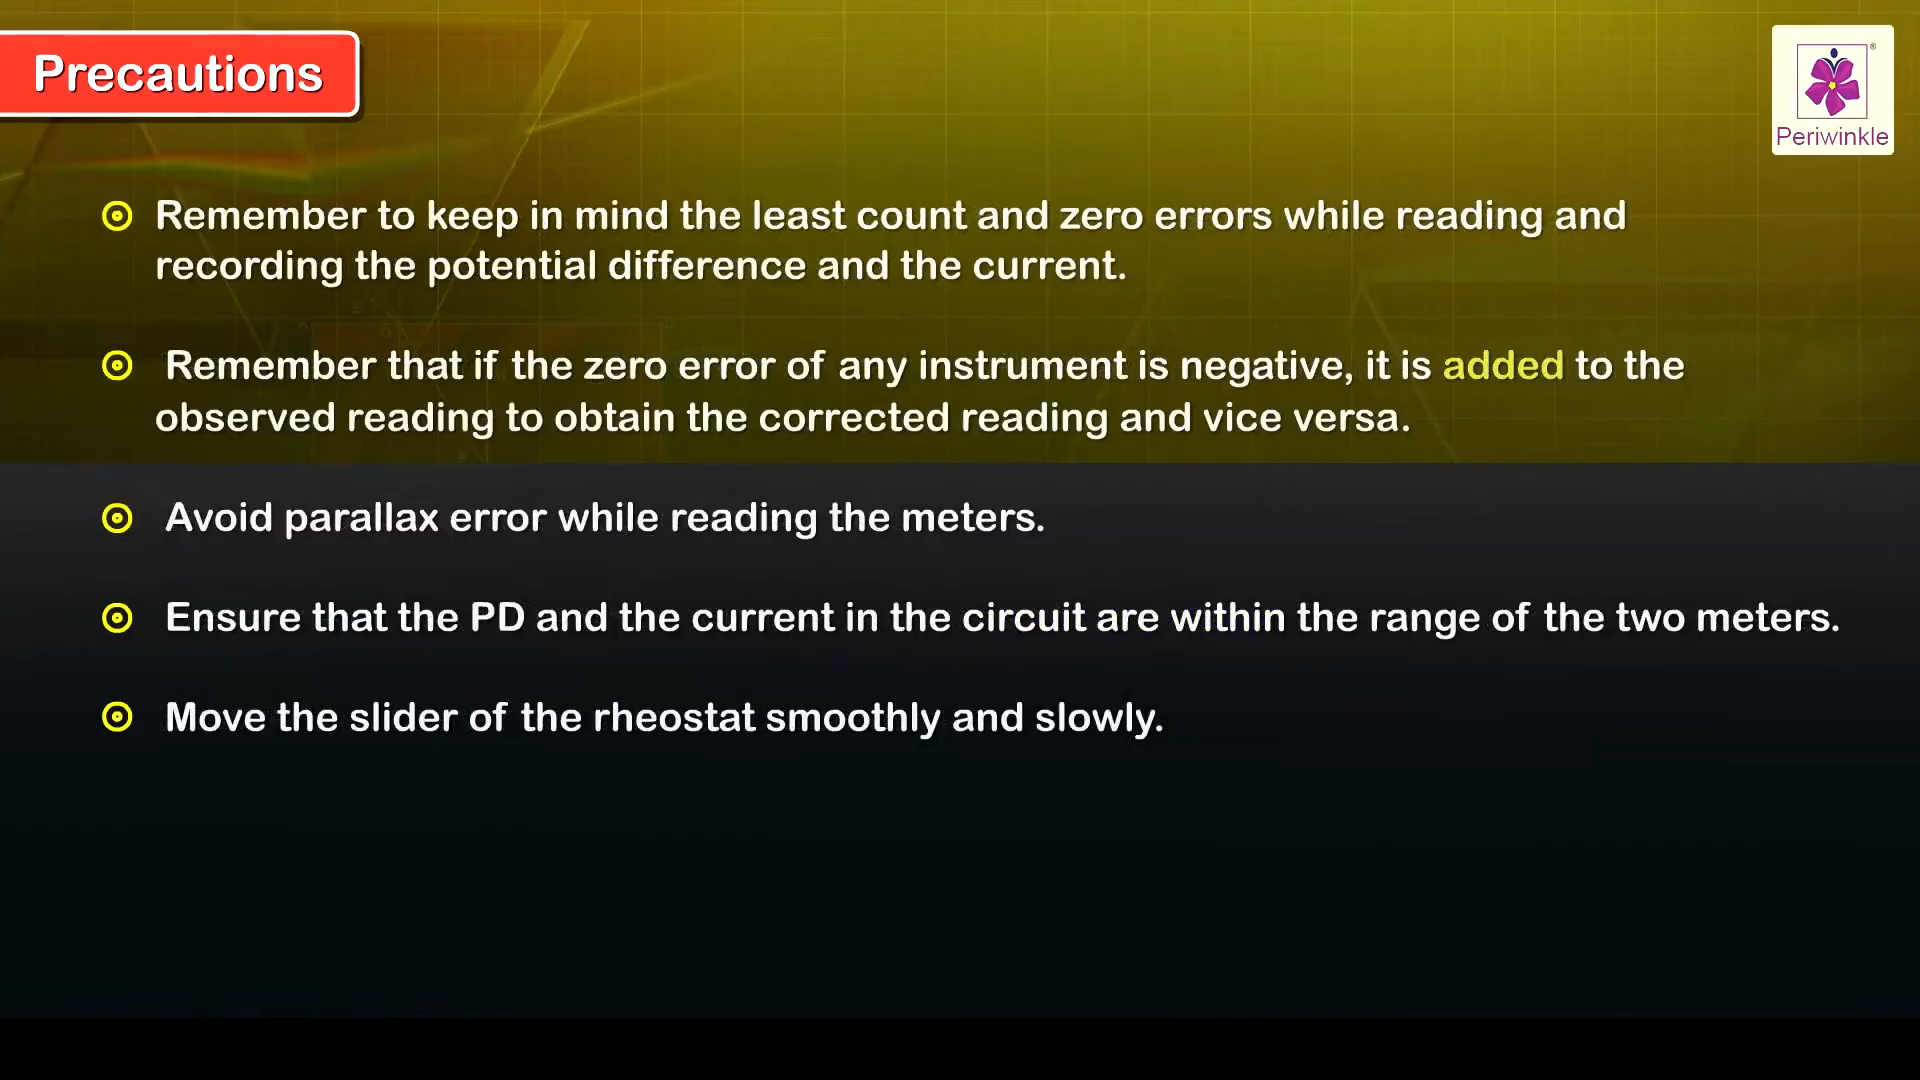 Precautions
®
Periwinkle
Remember to keep in mind the least count and zero errors while reading and
recording the potential difference and the current.
Remember that if the zero error of any instrument is negative, it is added to the
observed reading to obtain the corrected reading and vice versa.
Avoid parallax error while reading the meters.
Ensure that the PD and the current in the circuit are within the range of the two meters.
Move the slider of the rheostat smoothly and slowly.